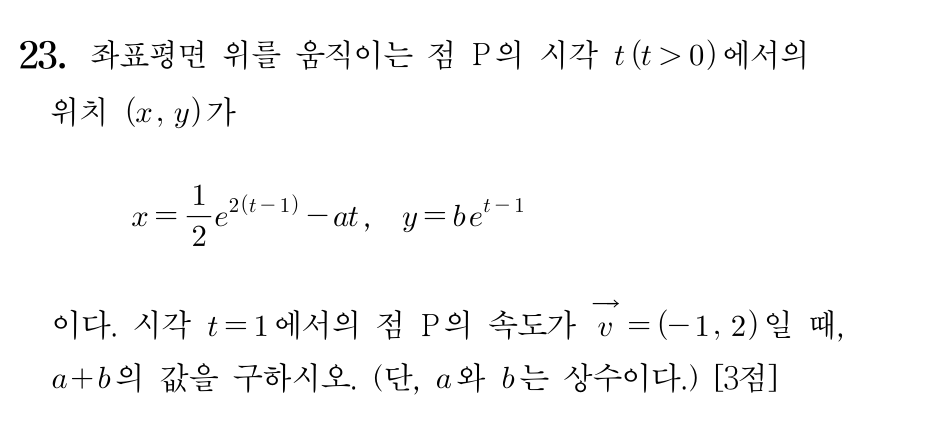 23. 좌표평면 위를 움직이는 점 P의 시각 t(t>0)에서의
위치 (x, y)가
x = \frac{1}{2}e^{2(t-1)} - at, y = be^{t-1}
이다. 시각 t=1에서의 점 P의 속도가 \vec{v} = (-1, 2)일 때,
a+b의 값을 구하시오. (단, a와 b는 상수이다.) [3점]